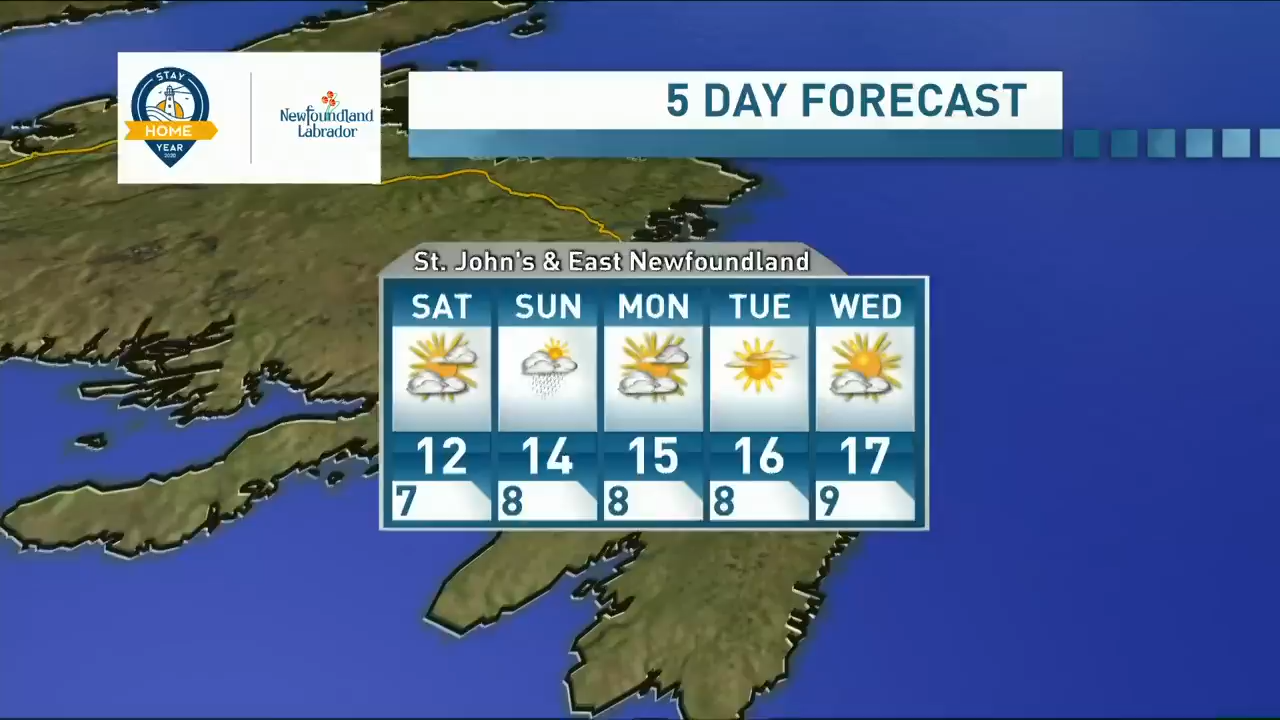 STAY
HOME
YEAR
2020
Newfoundland
Labrador
5 DAY FORECAST
St. John's & East Newfoundland
SAT SUN MON TUE WED
12 14 15 16 17
7 8 8 8 9